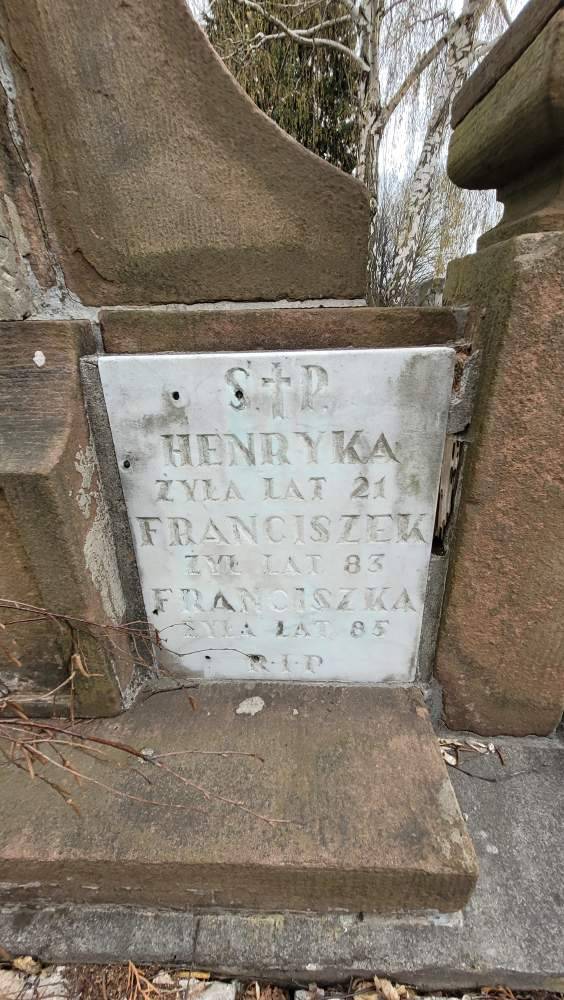 S.†P.
HENRYKA
ŻYŁA LAT 21
FRANCISZEK
ŻYŁ LAT 83
FRANCISZKA
ŻYŁA LAT 85
R·I·P